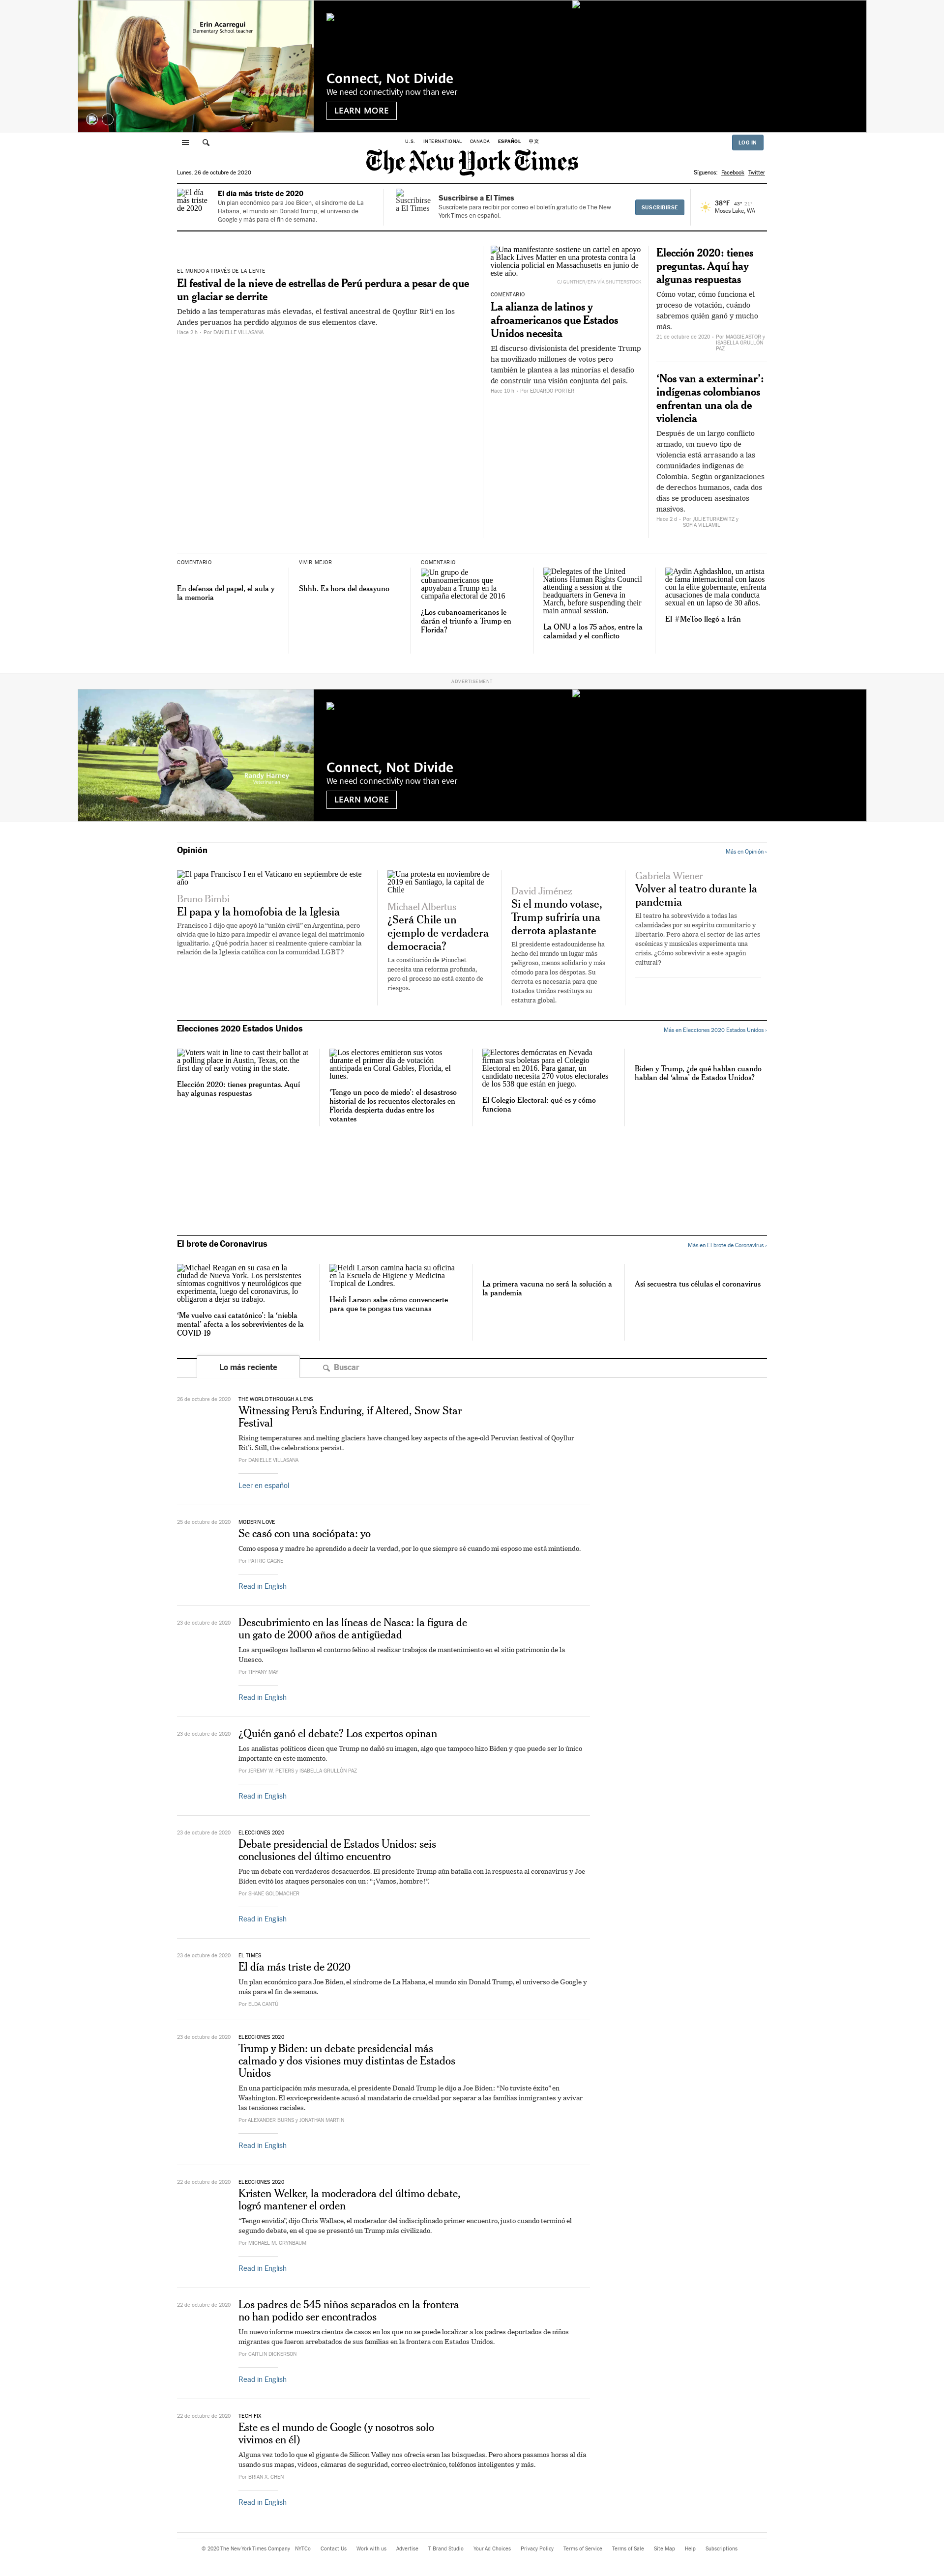 Erin Acarregui
Elementary School teacher
Connect, Not Divide
We need connectivity now than ever
LEARN MORE
U.S. INTERNATIONAL CANADA ESPAÑOL 中文
LOG IN
The New York Times
Lunes, 26 de octubre de 2020
Síguenos: Facebook Twitter
El día más triste de 2020
El día más triste de 2020
Un plan económico para Joe Biden, el síndrome de La
Habana, el mundo sin Donald Trump, el universo de
Google y más para el fin de semana.
Suscribirse a El Times
Suscribirse a El Times
Suscríbete para recibir por correo el boletín gratuito de The New
York Times en español.
SUSCRIBIRSE
38°F 43° 21°
Moses Lake, WA
EL MUNDO A TRAVÉS DE LA LENTE
El festival de la nieve de estrellas de Perú perdura a pesar de que
un glaciar se derrite
Debido a las temperaturas más elevadas, el festival ancestral de Qoyllur Rit'i en los
Andes peruanos ha perdido algunos de sus elementos clave.
Hace 2 h – Por DANIELLE VILLASANA
Una manifestante sostiene un cartel en apoyo
a Black Lives Matter en una protesta contra la
violencia policial en Massachusetts en junio de
este año.
CJ GUNTHER/EPA VÍA SHUTTERSTOCK
COMENTARIO
La alianza de latinos y
afroamericanos que Estados
Unidos necesita
El discurso divisionista del presidente Trump
ha movilizado millones de votos pero
también le plantea a las minorías el desafío
de construir una visión conjunta del país.
Hace 10 h – Por EDUARDO PORTER
Elección 2020: tienes
preguntas. Aquí hay
algunas respuestas
Cómo votar, cómo funciona el
proceso de votación, cuándo
sabremos quién ganó y mucho
más.
21 de octubre de 2020 – Por MAGGIE ASTOR y
ISABELLA GRULLÓN
PAZ
‘Nos van a exterminar’:
indígenas colombianos
enfrentan una ola de
violencia
Después de un largo conflicto
armado, un nuevo tipo de
violencia está arrasando a las
comunidades indígenas de
Colombia. Según organizaciones
de derechos humanos, cada dos
días se producen asesinatos
masivos.
Hace 2 d – Por JULIE TURKEWITZ y
SOFÍA VILLAMIL
COMENTARIO
En defensa del papel, el aula y
la memoria
VIVIR MEJOR
Shhh. Es hora del desayuno
COMENTARIO
Un grupo de
cubanoamericanos que
apoyaban a Trump en la
campaña electoral de 2016
¿Los cubanoamericanos le
darán el triunfo a Trump en
Florida?
Delegates of the United
Nations Human Rights Council
attending a session at the
headquarters in Geneva in
March, before suspending their
main annual session.
La ONU a los 75 años, entre la
calamidad y el conflicto
Aydin Aghdashloo, un artista
de fama internacional con lazos
con la élite gobernante, enfrenta
acusaciones de mala conducta
sexual en un lapso de 30 años.
El #MeToo llegó a Irán
ADVERTISEMENT
Randy Harney
Veterinarian
Connect, Not Divide
We need connectivity now than ever
LEARN MORE
Opinión
Más en Opinión ›
El papa Francisco I en el Vaticano en septiembre de este
año
Bruno Bimbi
El papa y la homofobia de la Iglesia
Francisco I dijo que apoyó la “unión civil” en Argentina, pero
olvida que lo hizo para impedir el acceso de gays al matrimonio
igualitario. ¿Qué podría hacer si realmente quiere cambiar la
relación de la Iglesia católica con la comunidad LGBT?
Una protesta en noviembre de
2019 en Santiago, la capital de
Chile
Michael Albertus
¿Será Chile un
ejemplo de verdadera
democracia?
La constitución de Pinochet
necesita una reforma profunda,
pero el proceso no está exento de
riesgos.
David Jiménez
Si el mundo votase,
Trump sufriría una
derrota aplastante
El presidente estadounidense ha
hecho del mundo un lugar más
peligroso, menos solidario y más
cómodo para los déspotas. Su
derrota es necesaria para que
Estados Unidos restituya su
estatura global.
Gabriela Wiener
Volver al teatro durante la
pandemia
El teatro ha sobrevivido a todas las
calamidades por su espíritu comunitario y
libertario. Pero ahora el sector de las artes
escénicas y musicales experimenta una
crisis. ¿Cómo sobrevivir a este apagón
cultural?
Elecciones 2020 Estados Unidos
Más en Elecciones 2020 Estados Unidos ›
Voters wait in line to cast their ballot at
a polling place in Austin, Texas, on the
first day of early voting in the state.
Elección 2020: tienes preguntas. Aquí
hay algunas respuestas
Los electores emitieron sus votos
durante el primer día de votación
anticipada en Coral Gables, Florida, el
lunes.
‘Tengo un poco de miedo’: el desastroso
historial de los recuentos electorales en
Florida despierta dudas entre los
votantes
Electores demócratas en Nevada
firman sus boletas para el Colegio
Electoral en 2016. Para ganar, un
candidato necesita 270 votos electorales
de los 538 que están en juego.
El Colegio Electoral: qué es y cómo
funciona
Biden y Trump, ¿de qué hablan cuando
hablan del ‘alma’ de Estados Unidos?
El brote de Coronavirus
Más en El brote de Coronavirus ›
Michael Reagan en su casa en la
ciudad de Nueva York. Los persistentes
síntomas cognitivos y neurológicos que
experimenta, luego del coronavirus, lo
obligaron a dejar su trabajo.
‘Me vuelvo casi catatónico’: la ‘niebla
mental’ afecta a los sobrevivientes de la
COVID-19
Heidi Larson camina hacia su oficina
en la Escuela de Higiene y Medicina
Tropical de Londres.
Heidi Larson sabe cómo convencerte
para que te pongas tus vacunas
La primera vacuna no será la solución a
la pandemia
Así secuestra tus células el coronavirus
Lo más reciente
Buscar
26 de octubre de 2020
THE WORLD THROUGH A LENS
Witnessing Peru’s Enduring, if Altered, Snow Star
Festival
Rising temperatures and melting glaciers have changed key aspects of the age-old Peruvian festival of Qoyllur
Rit'i. Still, the celebrations persist.
Por DANIELLE VILLASANA
Leer en español
25 de octubre de 2020
MODERN LOVE
Se casó con una sociópata: yo
Como esposa y madre he aprendido a decir la verdad, por lo que siempre sé cuando mi esposo me está mintiendo.
Por PATRIC GAGNE
Read in English
23 de octubre de 2020
Descubrimiento en las líneas de Nasca: la figura de
un gato de 2000 años de antigüedad
Los arqueólogos hallaron el contorno felino al realizar trabajos de mantenimiento en el sitio patrimonio de la
Unesco.
Por TIFFANY MAY
Read in English
23 de octubre de 2020
¿Quién ganó el debate? Los expertos opinan
Los analistas políticos dicen que Trump no dañó su imagen, algo que tampoco hizo Biden y que puede ser lo único
importante en este momento.
Por JEREMY W. PETERS y ISABELLA GRULLÓN PAZ
Read in English
23 de octubre de 2020
ELECCIONES 2020
Debate presidencial de Estados Unidos: seis
conclusiones del último encuentro
Fue un debate con verdaderos desacuerdos. El presidente Trump aún batalla con la respuesta al coronavirus y Joe
Biden evitó los ataques personales con un: “¡Vamos, hombre!”.
Por SHANE GOLDMACHER
Read in English
23 de octubre de 2020
EL TIMES
El día más triste de 2020
Un plan económico para Joe Biden, el síndrome de La Habana, el mundo sin Donald Trump, el universo de Google y
más para el fin de semana.
Por ELDA CANTÚ
23 de octubre de 2020
ELECCIONES 2020
Trump y Biden: un debate presidencial más
calmado y dos visiones muy distintas de Estados
Unidos
En una participación más mesurada, el presidente Donald Trump le dijo a Joe Biden: “No tuviste éxito” en
Washington. El exvicepresidente acusó al mandatario de crueldad por separar a las familias inmigrantes y avivar
las tensiones raciales.
Por ALEXANDER BURNS y JONATHAN MARTIN
Read in English
22 de octubre de 2020
ELECCIONES 2020
Kristen Welker, la moderadora del último debate,
logró mantener el orden
“Tengo envidia”, dijo Chris Wallace, el moderador del indisciplinado primer encuentro, justo cuando terminó el
segundo debate, en el que se presentó un Trump más civilizado.
Por MICHAEL M. GRYNBAUM
Read in English
22 de octubre de 2020
Los padres de 545 niños separados en la frontera
no han podido ser encontrados
Un nuevo informe muestra cientos de casos en los que no se puede localizar a los padres deportados de niños
migrantes que fueron arrebatados de sus familias en la frontera con Estados Unidos.
Por CAITLIN DICKERSON
Read in English
22 de octubre de 2020
TECH FIX
Este es el mundo de Google (y nosotros solo
vivimos en él)
Alguna vez todo lo que el gigante de Silicon Valley nos ofrecía eran las búsquedas. Pero ahora pasamos horas al día
usando sus mapas, videos, cámaras de seguridad, correo electrónico, teléfonos inteligentes y más.
Por BRIAN X. CHEN
Read in English
© 2020 The New York Times Company NYTCo Contact Us Work with us Advertise T Brand Studio Your Ad Choices Privacy Policy Terms of Service Terms of Sale Site Map Help Subscriptions